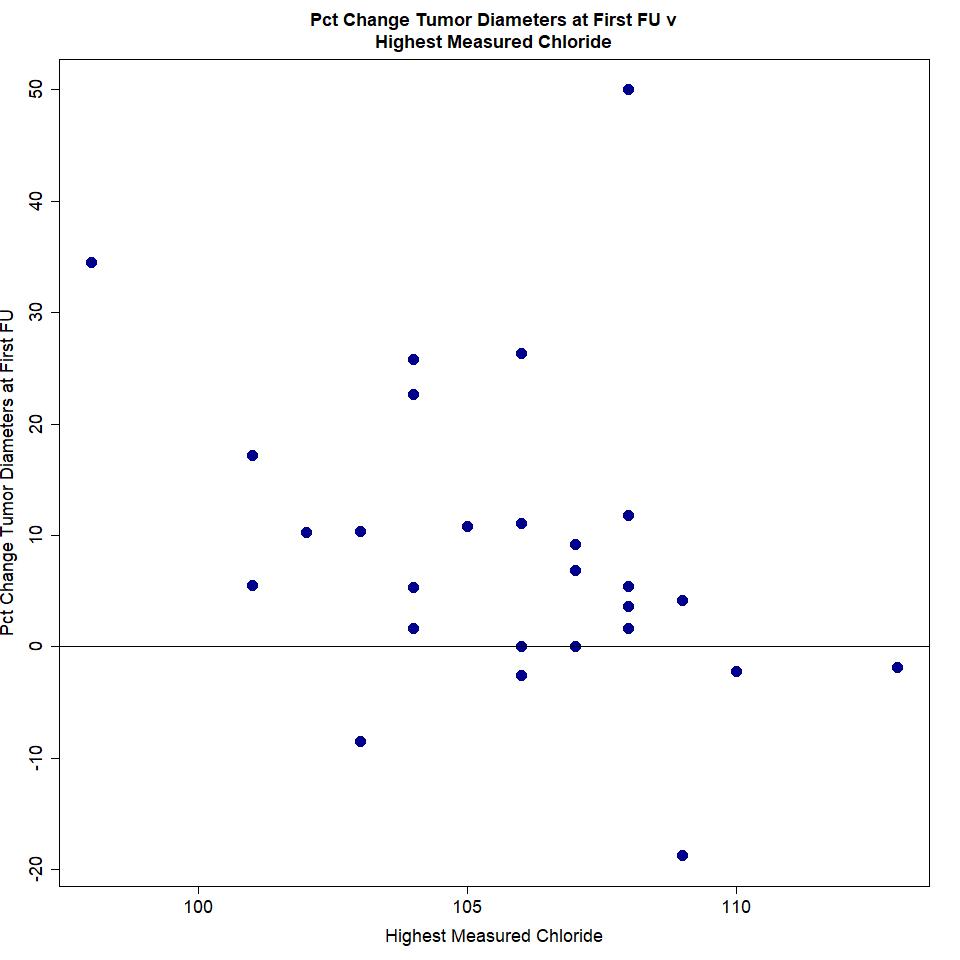 Pct Change Tumor Diameters at First FU v
Highest Measured Chloride
Pct Change Tumor Diameters at First FU
50
40
30
20
10
0
-10
-20
100
105
110
Highest Measured Chloride